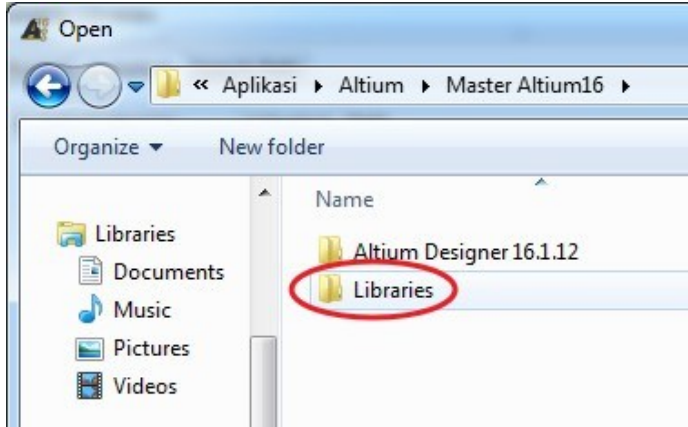 Open
« Aplikasi ▸ Altium ▸ Master Altium16 ▸
Organize ▾ New folder
Name
Libraries
Documents
Music
Pictures
Videos
Altium Designer 16.1.12
Libraries